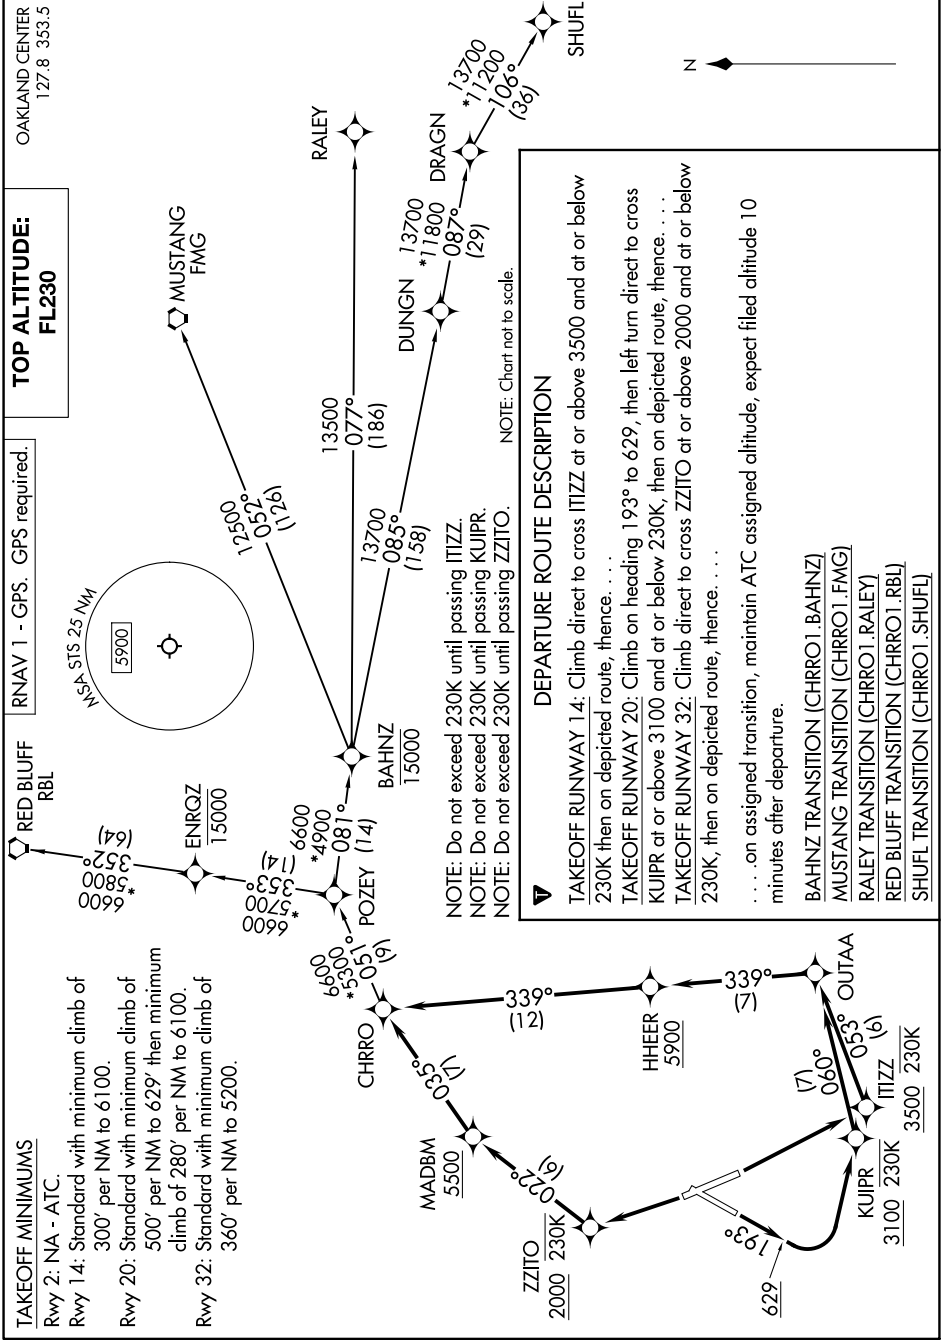 TAKEOFF MINIMUMS
Rwy 2: NA - ATC.
Rwy 14: Standard with minimum climb of
300' per NM to 6100.
Rwy 20: Standard with minimum climb of
500' per NM to 629' then minimum
climb of 280' per NM to 6100.
Rwy 32: Standard with minimum climb of
360' per NM to 5200.
RNAV 1 - GPS. GPS required.
TOP ALTITUDE:
FL230
OAKLAND CENTER
127.8 353.5
RED BLUFF
RBL
6600
*5800
352°
(64)
ENRQZ
15000
6600
*5700
353°
(14)
MSA STS 25 NM
5900
MUSTANG
FMG
12500
052°
(126)
RALEY
13500
077°
(186)
POZEY
6600
*4900
081°
(14)
BAHNZ
15000
13700
085°
(158)
DUNGN
13700
*11800
087°
(29)
DRAGN
13700
*11200
106°
(36)
SHUFL
CHRRO
6600
*5300
051°
(9)
MADBM
5500
035°
(7)
022°
(6)
ZZITO
2000 230K
339°
(12)
HHEER
5900
339°
(7)
OUTAA
(7)
060°
053°
(6)
ITIZZ
3500 230K
KUIPR
3100 230K
193°
629
NOTE: Do not exceed 230K until passing ITIZZ.
NOTE: Do not exceed 230K until passing KUIPR.
NOTE: Do not exceed 230K until passing ZZITO.
NOTE: Chart not to scale.
N
T
DEPARTURE ROUTE DESCRIPTION
TAKEOFF RUNWAY 14: Climb direct to cross ITIZZ at or above 3500 and at or below
230K then on depicted route, thence. . . .
TAKEOFF RUNWAY 20: Climb on heading 193° to 629, then left turn direct to cross
KUIPR at or above 3100 and at or below 230K, then on depicted route, thence. . . .
TAKEOFF RUNWAY 32: Climb direct to cross ZZITO at or above 2000 and at or below
230K, then on depicted route, thence. . . .
. . . .on assigned transition, maintain ATC assigned altitude, expect filed altitude 10
minutes after departure.
BAHNZ TRANSITION (CHRRO1.BAHNZ)
MUSTANG TRANSITION (CHRRO1.FMG)
RALEY TRANSITION (CHRRO1.RALEY)
RED BLUFF TRANSITION (CHRRO1.RBL)
SHUFL TRANSITION (CHRRO1.SHUFL)